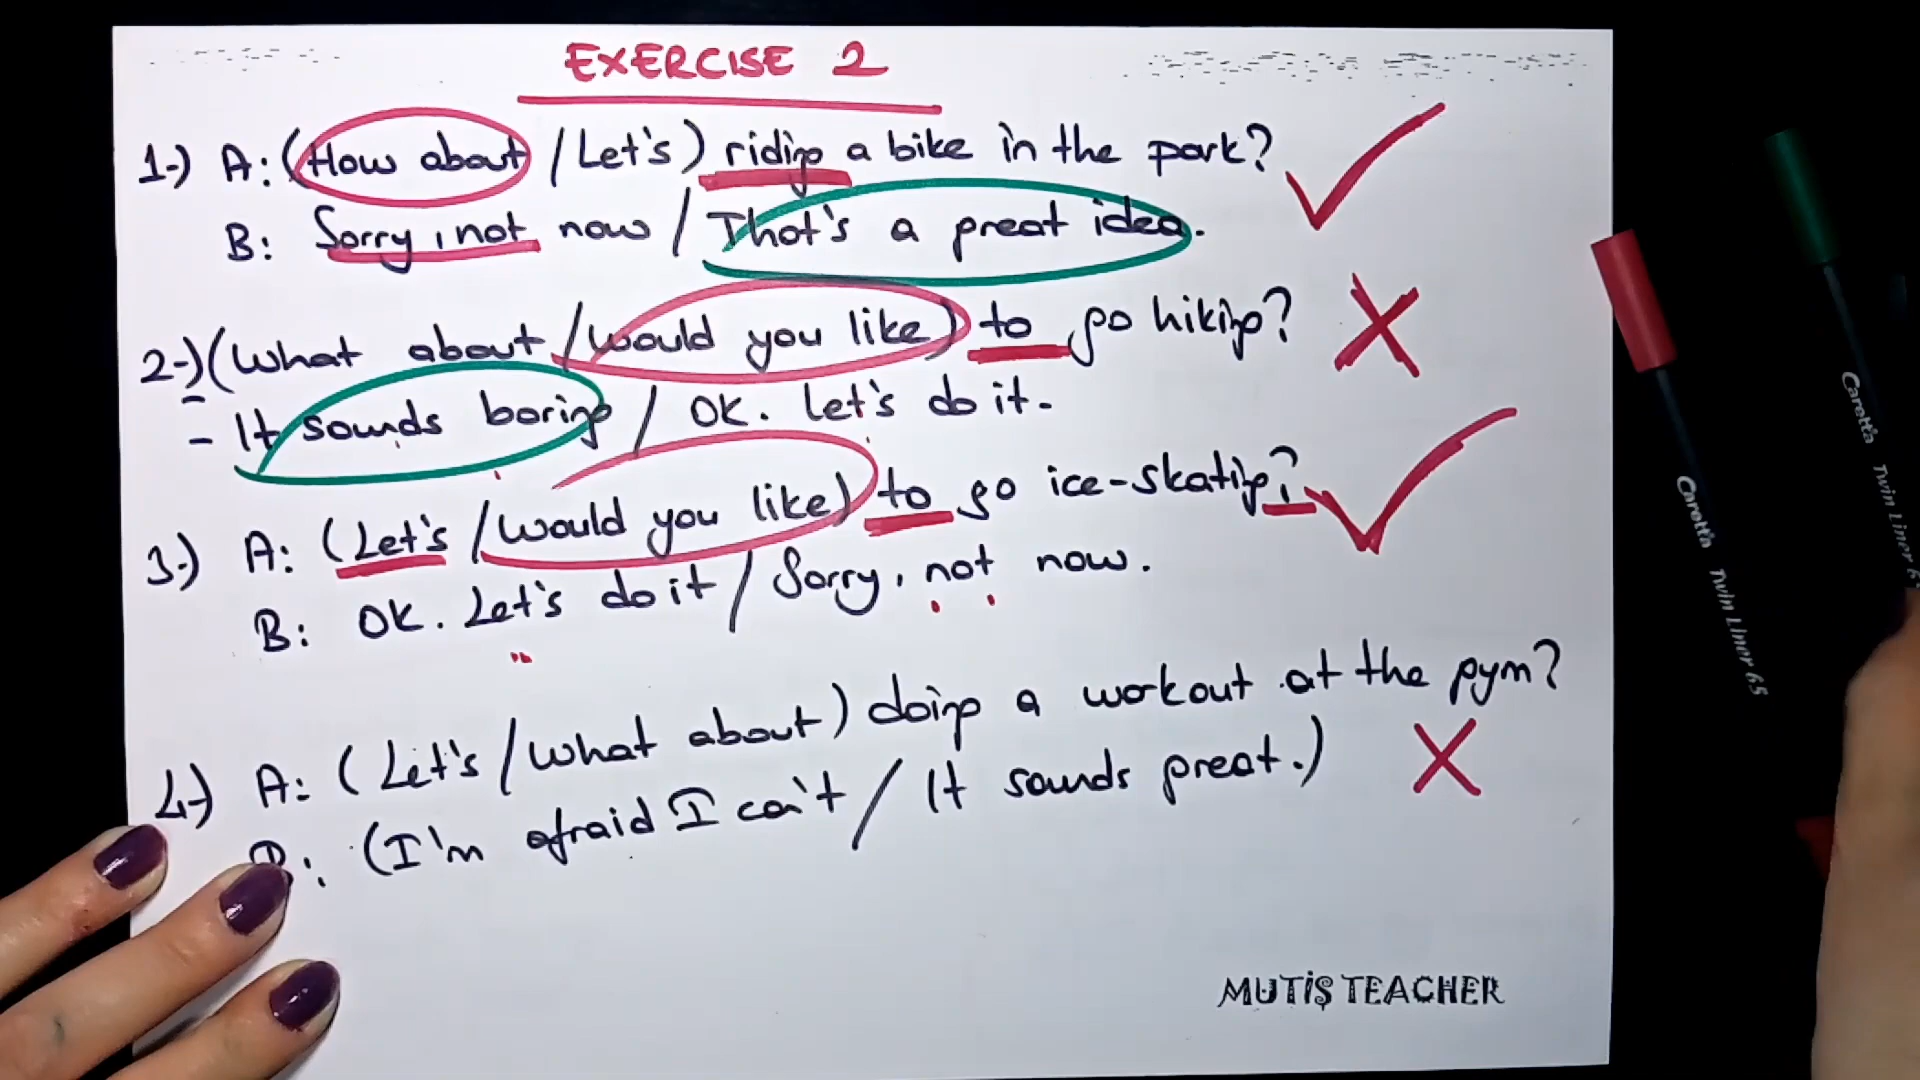 EXERCISE 2
1-) A: (How about / Let's) riding a bike in the park?
B: Sorry, not now / That's a great idea.
2-) (What about / would you like) to go hiking?
- It sounds boring / OK. Let's do it.
3-) A: (Let's / would you like) to go ice-skating?
B: OK. Let's do it / Sorry, not now.
4-) A: (Let's / what about) doing a workout at the gym?
B: (I'm afraid I can't / It sounds great.)
MUTİŞ TEACHER
Caretta Twin Liner 65
Caretta Twin Liner 65